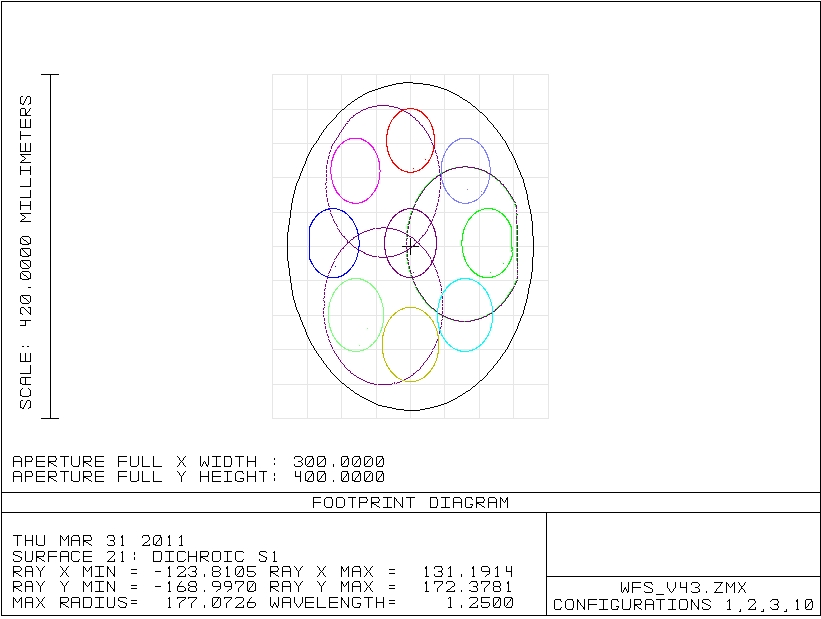 SCALE: 420.0000 MILLIMETERS
APERTURE FULL X WIDTH : 300.0000
APERTURE FULL Y HEIGHT: 400.0000
FOOTPRINT DIAGRAM
THU MAR 31 2011
SURFACE 21: DICHROIC S1
RAY X MIN = -123.8105 RAY X MAX = 131.1914
RAY Y MIN = -168.9970 RAY Y MAX = 172.3781
MAX RADIUS= 177.0726 WAVELENGTH= 1.2500
WFS_V43.ZMX
CONFIGURATIONS 1,2,3,10